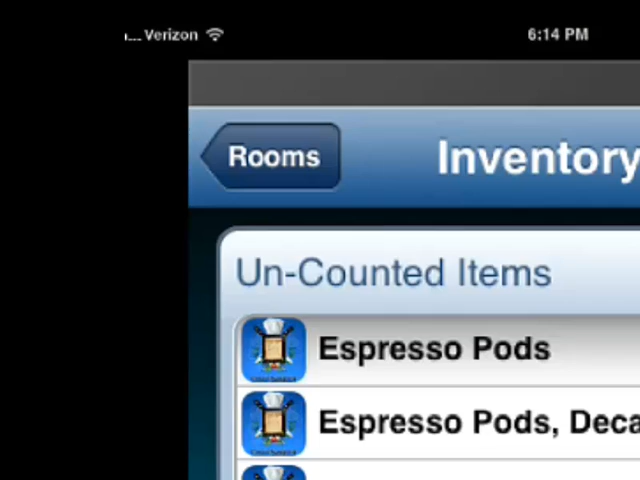 Verizon
6:14 PM
Rooms
Inventory
Un-Counted Items
Espresso Pods
Espresso Pods, Deca